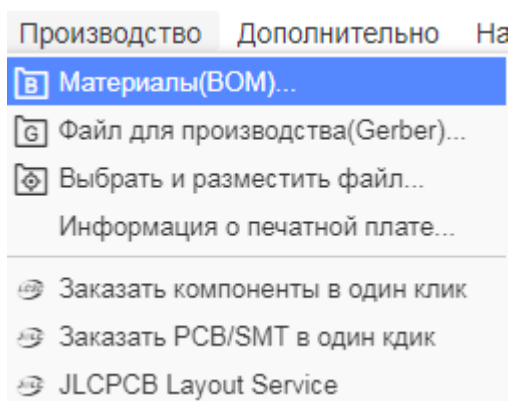 Производство Дополнительно На
Материалы(BOM)...
Файл для производства(Gerber)...
Выбрать и разместить файл...
Информация о печатной плате...
Заказать компоненты в один клик
Заказать PCB/SMT в один кдик
JLCPCB Layout Service